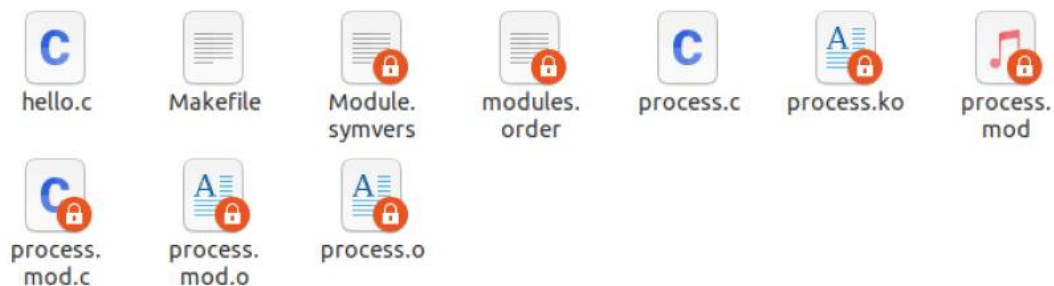 hello.c
Makefile
Module.
symvers
modules.
order
process.c
process.ko
process.
mod
process.
mod.c
process.
mod.o
process.o